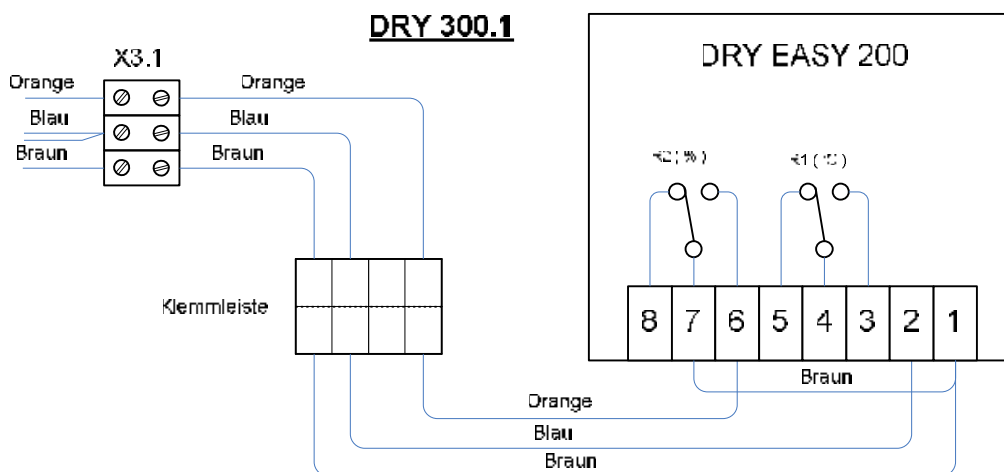 DRY 300.1
DRY EASY 200
X3.1
Orange
Orange
Blau
Blau
Braun
Braun
R2 (%)
R1 (°C)
Klemmleiste
8 7 6 5 4 3 2 1
Braun
Orange
Blau
Braun